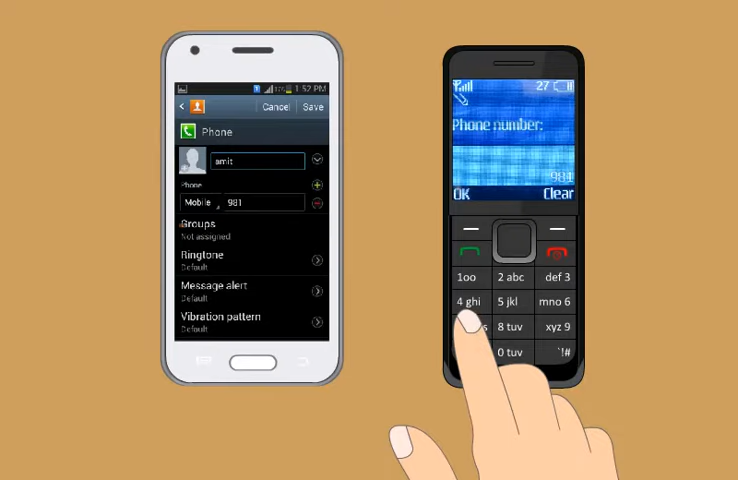 1:52 PM
Cancel Save
Phone
amit
Phone
Mobile 981
Groups
Not assigned
Ringtone
Default
Message alert
Default
Vibration pattern
Default
27
Phone number:
981
OK Clear
1oo 2 abc def 3
4 ghi 5 jkl mno 6
s 8 tuv xyz 9
0 tuv `!#